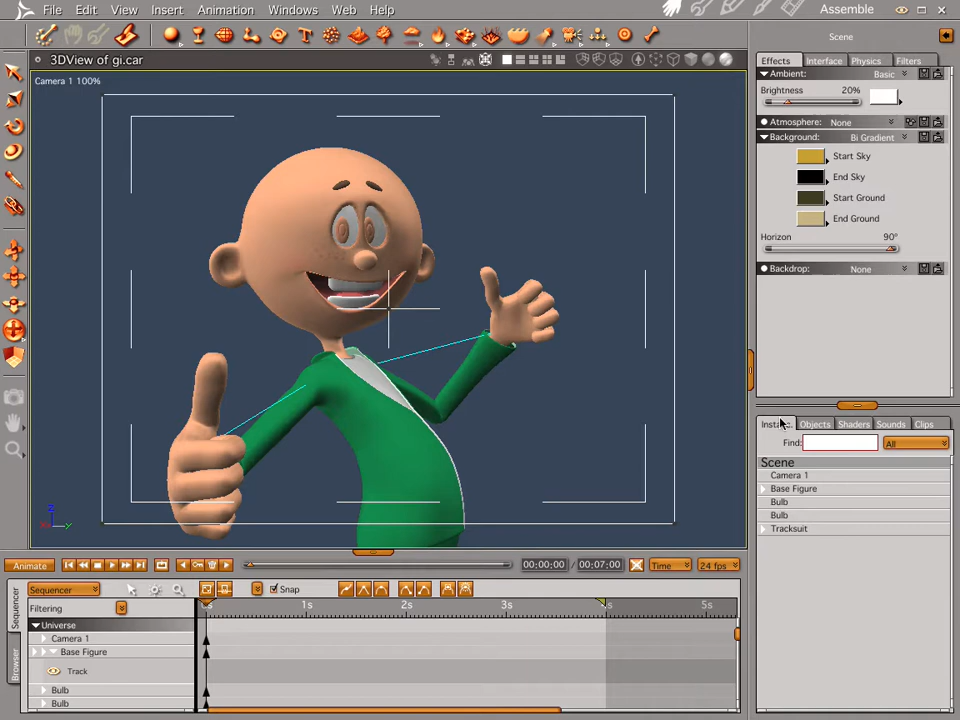 File Edit View Insert Animation Windows Web Help
Assemble
3DView of gi.car
Scene
Camera 1 100%
Effects Interface Physics Filters
Ambient: Basic
Brightness 20%
Atmosphere: None
Background: Bi Gradient
Start Sky
End Sky
Start Ground
End Ground
Horizon 90°
Backdrop: None
Objects Shaders Sounds Clips
Find: All
Scene
Camera 1
Base Figure
Bulb
Bulb
Tracksuit
Z
Y
Animate 00:00:00 / 00:07:00 Time 24 fps
Sequencer Snap
Filtering
1s 2s 3s 5s
Universe
Camera 1
Base Figure
Track
Bulb
Bulb
Sequencer
Browser